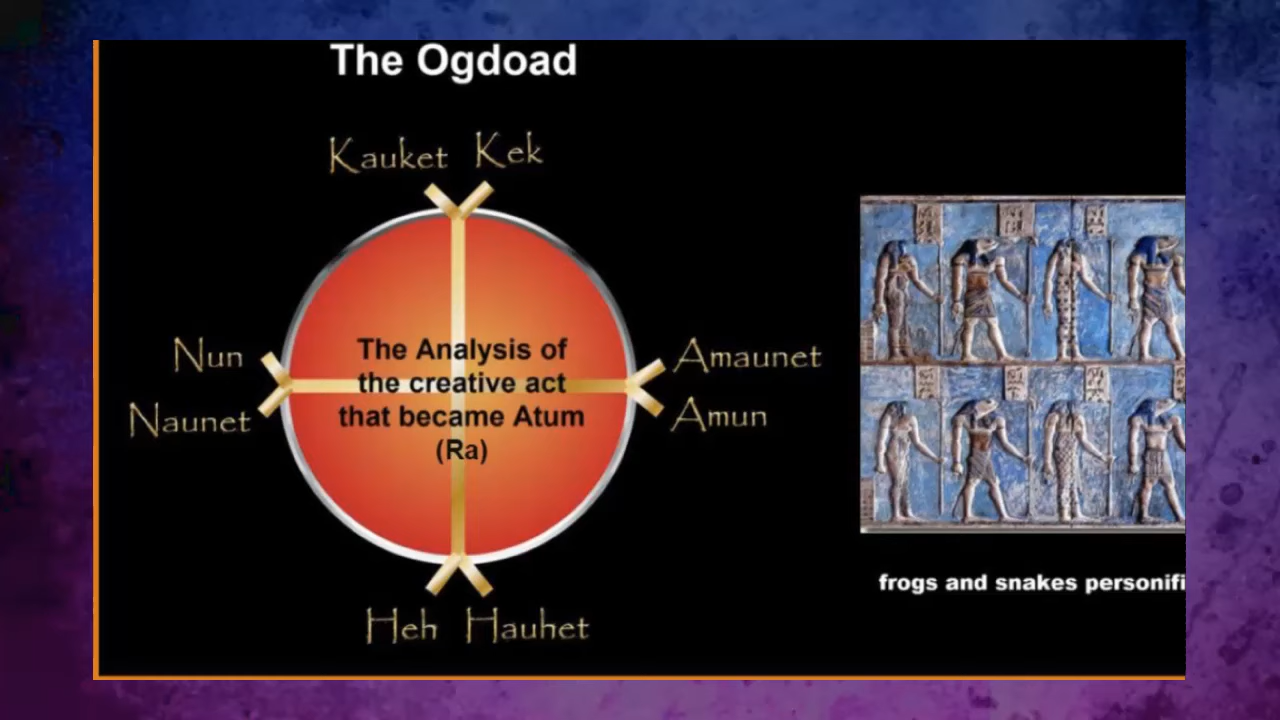 The Ogdoad
Kauket Kek
Nun
Naunet
Amaunet
Amun
The Analysis of
the creative act
that became Atum
(Ra)
Heh Hauhet
frogs and snakes personifi